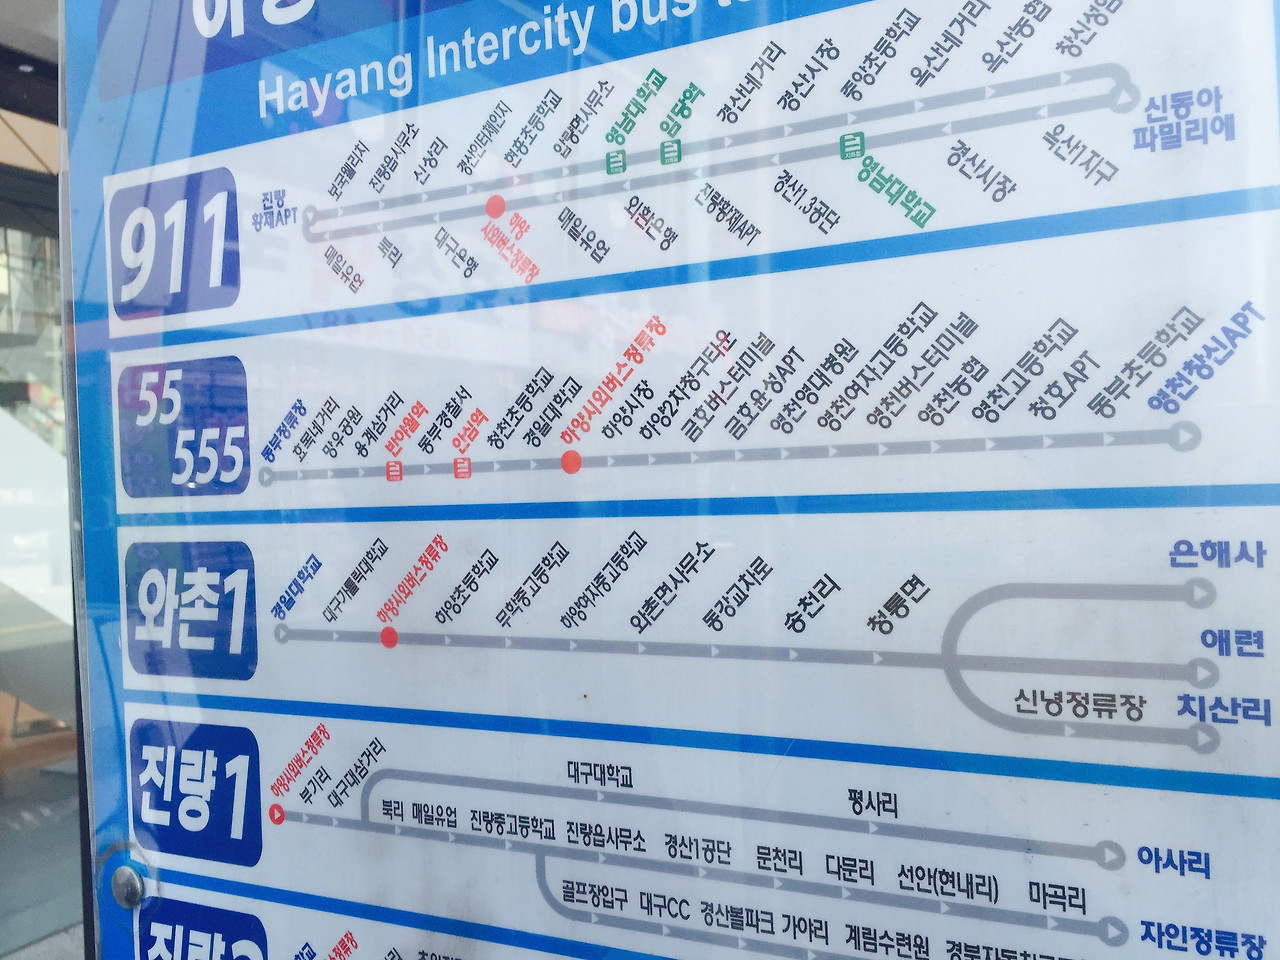 하양
Hayang Intercity bus
911
진량
황제APT
보국웰리치
진량읍사무소
신상리
경산인터체인지
현흥초등학교
압량면사무소
영남대학교
임당역
경산네거리
경산시장
중앙초등학교
옥산네거리
옥산농협
신동아
파밀리에
매일유업
북리
대구은행
하양
시외버스정류장
매일유업
외환은행
진량황제APT
경산1.3공단
영남대학교
경산시장
옥산1지구
55
555
동부정류장
효목네거리
망우공원
용계삼거리
반야월역
동부경찰서
안심역
청천초등학교
경일대학교
하양시외버스정류장
하양시장
하양2차청구타운
금호버스터미널
금호윤성APT
영천영대병원
영천여자고등학교
영천버스터미널
영천농협
영천고등학교
청호APT
동부초등학교
영천창신APT
와촌1
경일대학교
대구가톨릭대학교
하양시외버스정류장
하양초등학교
무학중고등학교
하양여자중고등학교
와촌면사무소
동강교차로
송천리
청통면
은해사
애련
신녕정류장
치산리
진량1
하양시외버스정류장
부기리
대구대삼거리
대구대학교
평사리
아사리
북리
매일유업
진량중고등학교
진량읍사무소
경산1공단
문천리
다문리
선안(현내리)
마곡리
자인정류장
골프장입구
대구CC
경산볼파크
가야리
계림수련원